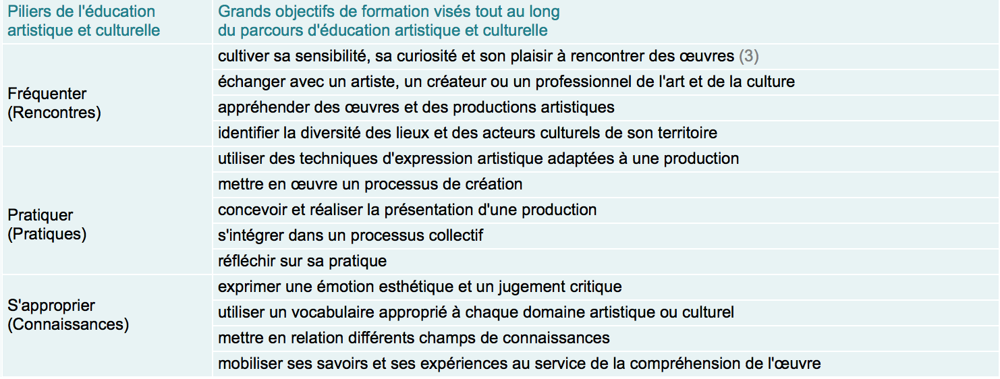 Piliers de l'éducation
artistique et culturelle
Grands objectifs de formation visés tout au long
du parcours d'éducation artistique et culturelle
Fréquenter
(Rencontres)
cultiver sa sensibilité, sa curiosité et son plaisir à rencontrer des œuvres (3)
échanger avec un artiste, un créateur ou un professionnel de l'art et de la culture
appréhender des œuvres et des productions artistiques
identifier la diversité des lieux et des acteurs culturels de son territoire
Pratiquer
(Pratiques)
utiliser des techniques d'expression artistique adaptées à une production
mettre en œuvre un processus de création
concevoir et réaliser la présentation d'une production
s'intégrer dans un processus collectif
réfléchir sur sa pratique
S'approprier
(Connaissances)
exprimer une émotion esthétique et un jugement critique
utiliser un vocabulaire approprié à chaque domaine artistique ou culturel
mettre en relation différents champs de connaissances
mobiliser ses savoirs et ses expériences au service de la compréhension de l'œuvre